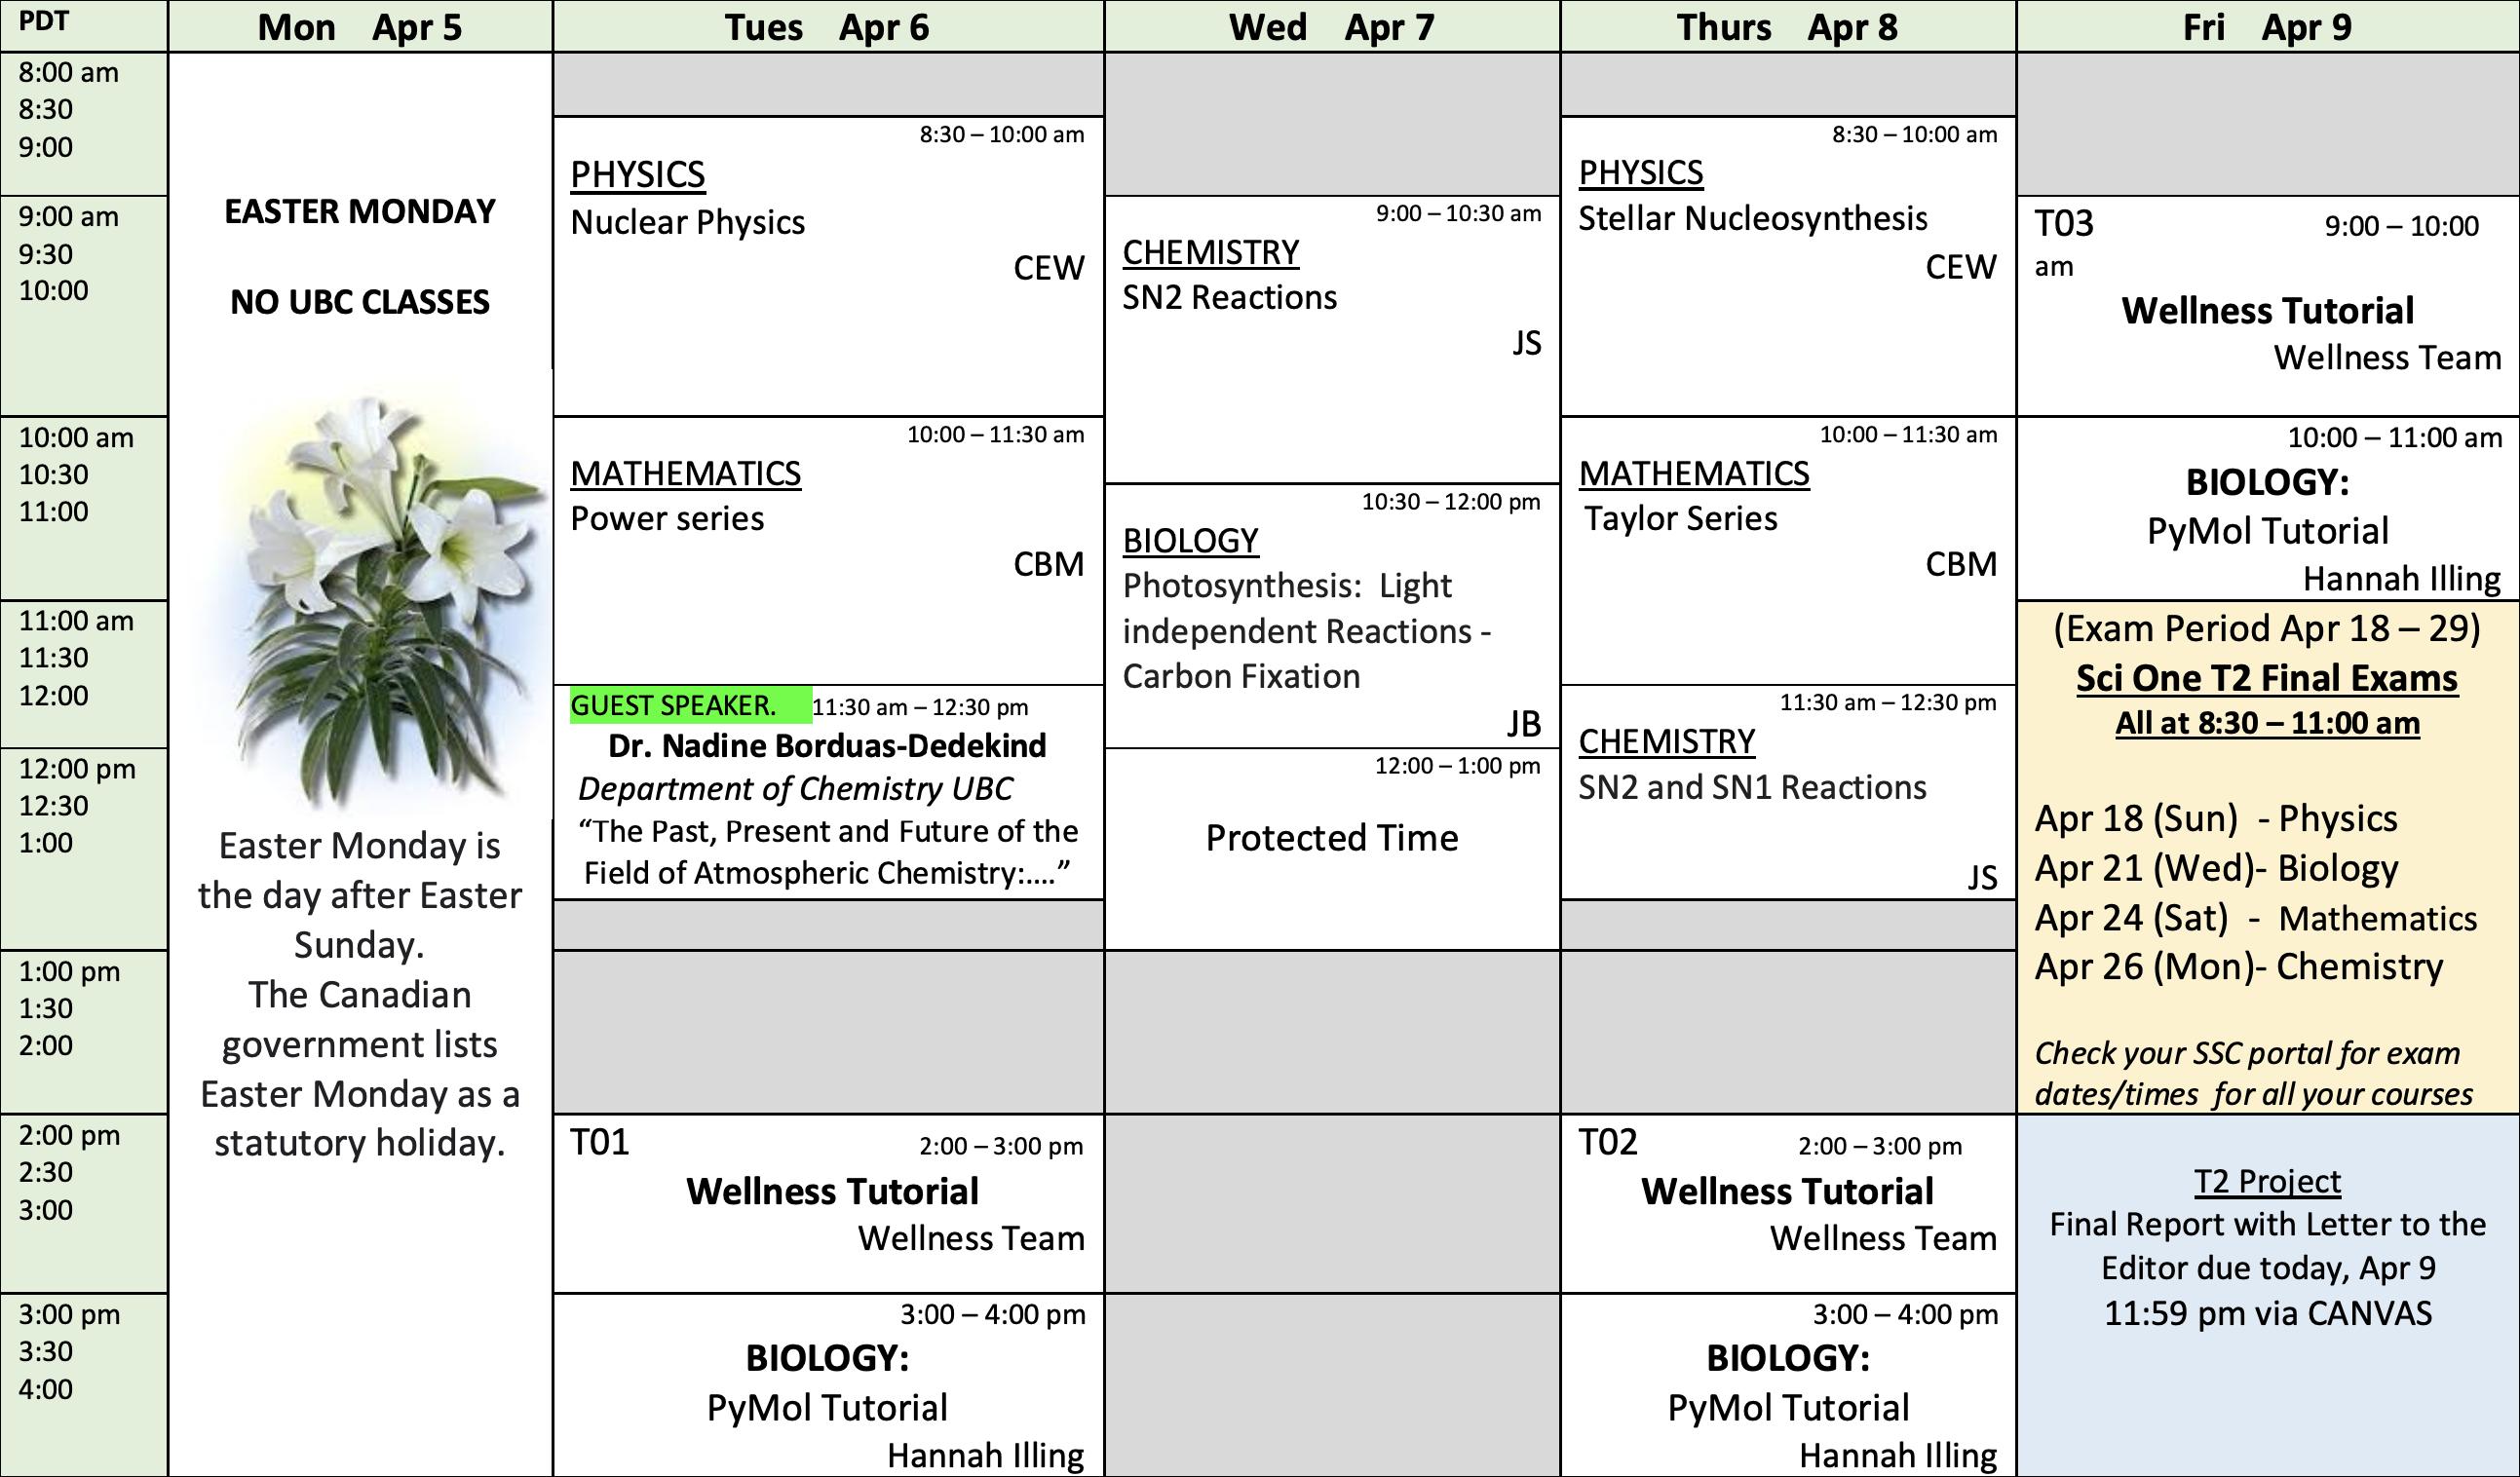 PDT
Mon Apr 5
Tues Apr 6
Wed Apr 7
Thurs Apr 8
Fri Apr 9
8:00 am
8:30
9:00
9:00 am
9:30
10:00
10:00 am
10:30
11:00
11:00 am
11:30
12:00
12:00 pm
12:30
1:00
1:00 pm
1:30
2:00
2:00 pm
2:30
3:00
3:00 pm
3:30
4:00
EASTER MONDAY
NO UBC CLASSES
Easter Monday is
the day after Easter
Sunday.
The Canadian
government lists
Easter Monday as a
statutory holiday.
8:30 – 10:00 am
PHYSICS
Nuclear Physics
CEW
10:00 – 11:30 am
MATHEMATICS
Power series
CBM
GUEST SPEAKER. 11:30 am – 12:30 pm
Dr. Nadine Borduas-Dedekind
Department of Chemistry UBC
“The Past, Present and Future of the
Field of Atmospheric Chemistry:....”
T01 2:00 – 3:00 pm
Wellness Tutorial
Wellness Team
3:00 – 4:00 pm
BIOLOGY:
PyMol Tutorial
Hannah Illing
9:00 – 10:30 am
CHEMISTRY
SN2 Reactions
JS
10:30 – 12:00 pm
BIOLOGY
Photosynthesis: Light
independent Reactions -
Carbon Fixation
JB
12:00 – 1:00 pm
Protected Time
8:30 – 10:00 am
PHYSICS
Stellar Nucleosynthesis
CEW
10:00 – 11:30 am
MATHEMATICS
Taylor Series
CBM
11:30 am – 12:30 pm
CHEMISTRY
SN2 and SN1 Reactions
JS
T02 2:00 – 3:00 pm
Wellness Tutorial
Wellness Team
3:00 – 4:00 pm
BIOLOGY:
PyMol Tutorial
Hannah Illing
T03 9:00 – 10:00
am
Wellness Tutorial
Wellness Team
10:00 – 11:00 am
BIOLOGY:
PyMol Tutorial
Hannah Illing
(Exam Period Apr 18 – 29)
Sci One T2 Final Exams
All at 8:30 – 11:00 am
Apr 18 (Sun) - Physics
Apr 21 (Wed)- Biology
Apr 24 (Sat) - Mathematics
Apr 26 (Mon)- Chemistry
Check your SSC portal for exam
dates/times for all your courses
T2 Project
Final Report with Letter to the
Editor due today, Apr 9
11:59 pm via CANVAS